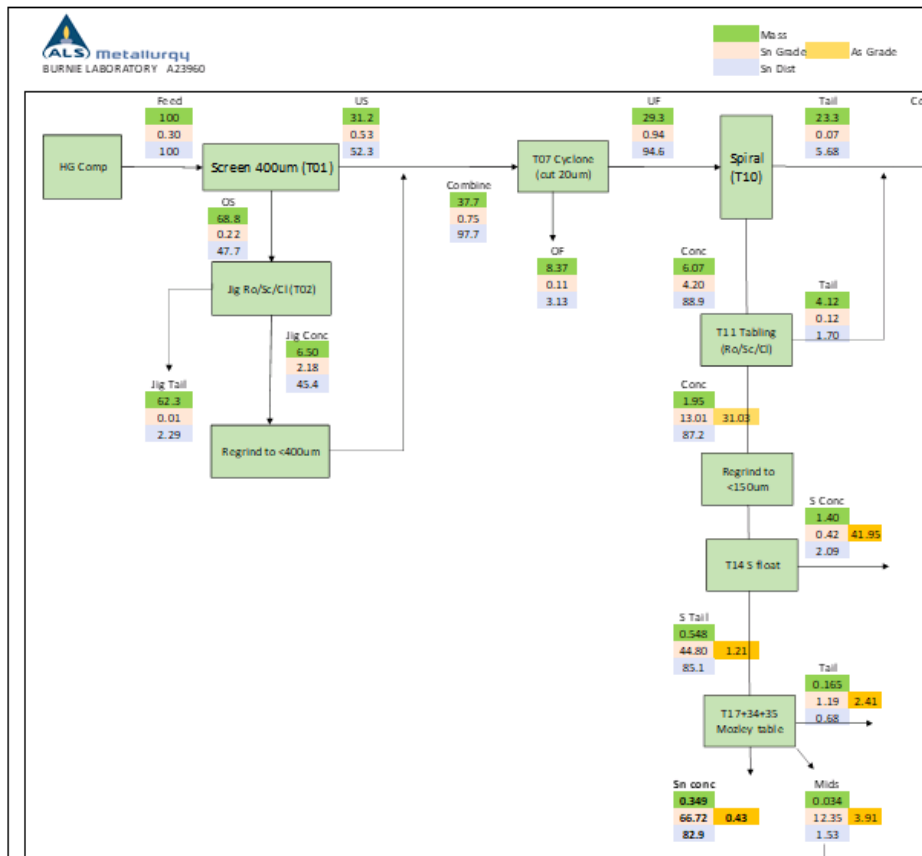 ALS Metallurgy
BURNIE LABORATORY A23960
Mass
Sn Grade As Grade
Sn Dist
Feed
100
0.30
100
US
31.2
0.53
52.3
UF
29.3
0.94
94.6
Tail
23.3
0.07
5.68
Co
HG Comp
Screen 400um (T01)
T07 Cyclone
(cut 20um)
Spiral
(T10)
Combine
37.7
0.75
97.7
OS
68.8
0.22
47.7
OF
8.37
0.11
3.13
Conc
6.07
4.20
88.9
Jig Ro/Sc/Cl (T02)
Tail
4.12
0.12
1.70
T11 Tabling
(Ro/Sc/Cl)
Jig Conc
6.50
2.18
45.4
Jig Tail
62.3
0.01
2.29
Conc
1.95
13.01 31.03
87.2
Regrind to <400um
Regrind to
<150um
S Conc
1.40
0.42 41.95
2.09
T14 S float
S Tail
0.548
44.80 1.21
85.1
Tail
0.165
1.19 2.41
0.68
T17+34+35
Mozley table
Sn conc
0.349
66.72 0.43
82.9
Mids
0.034
12.35 3.91
1.53